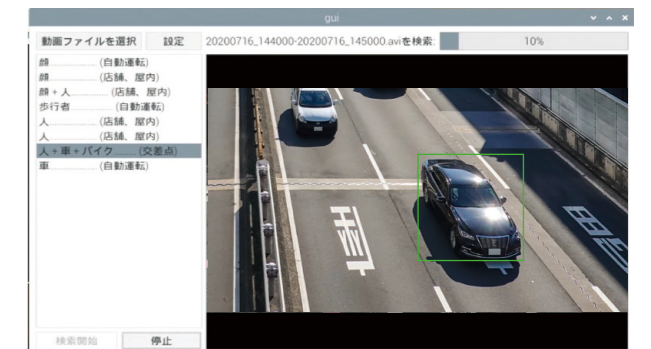 gui
動画ファイルを選択 設定 20200716_144000-20200716_145000.aviを検索: 10%
顔 (自動運転)
顔 (店舗、屋内)
顔 + 人 (店舗、屋内)
歩行者 (自動運転)
人 (店舗、屋内)
人 (店舗、屋内)
人 + 車 + バイク (交差点)
車 (自動運転)
検索開始 停止